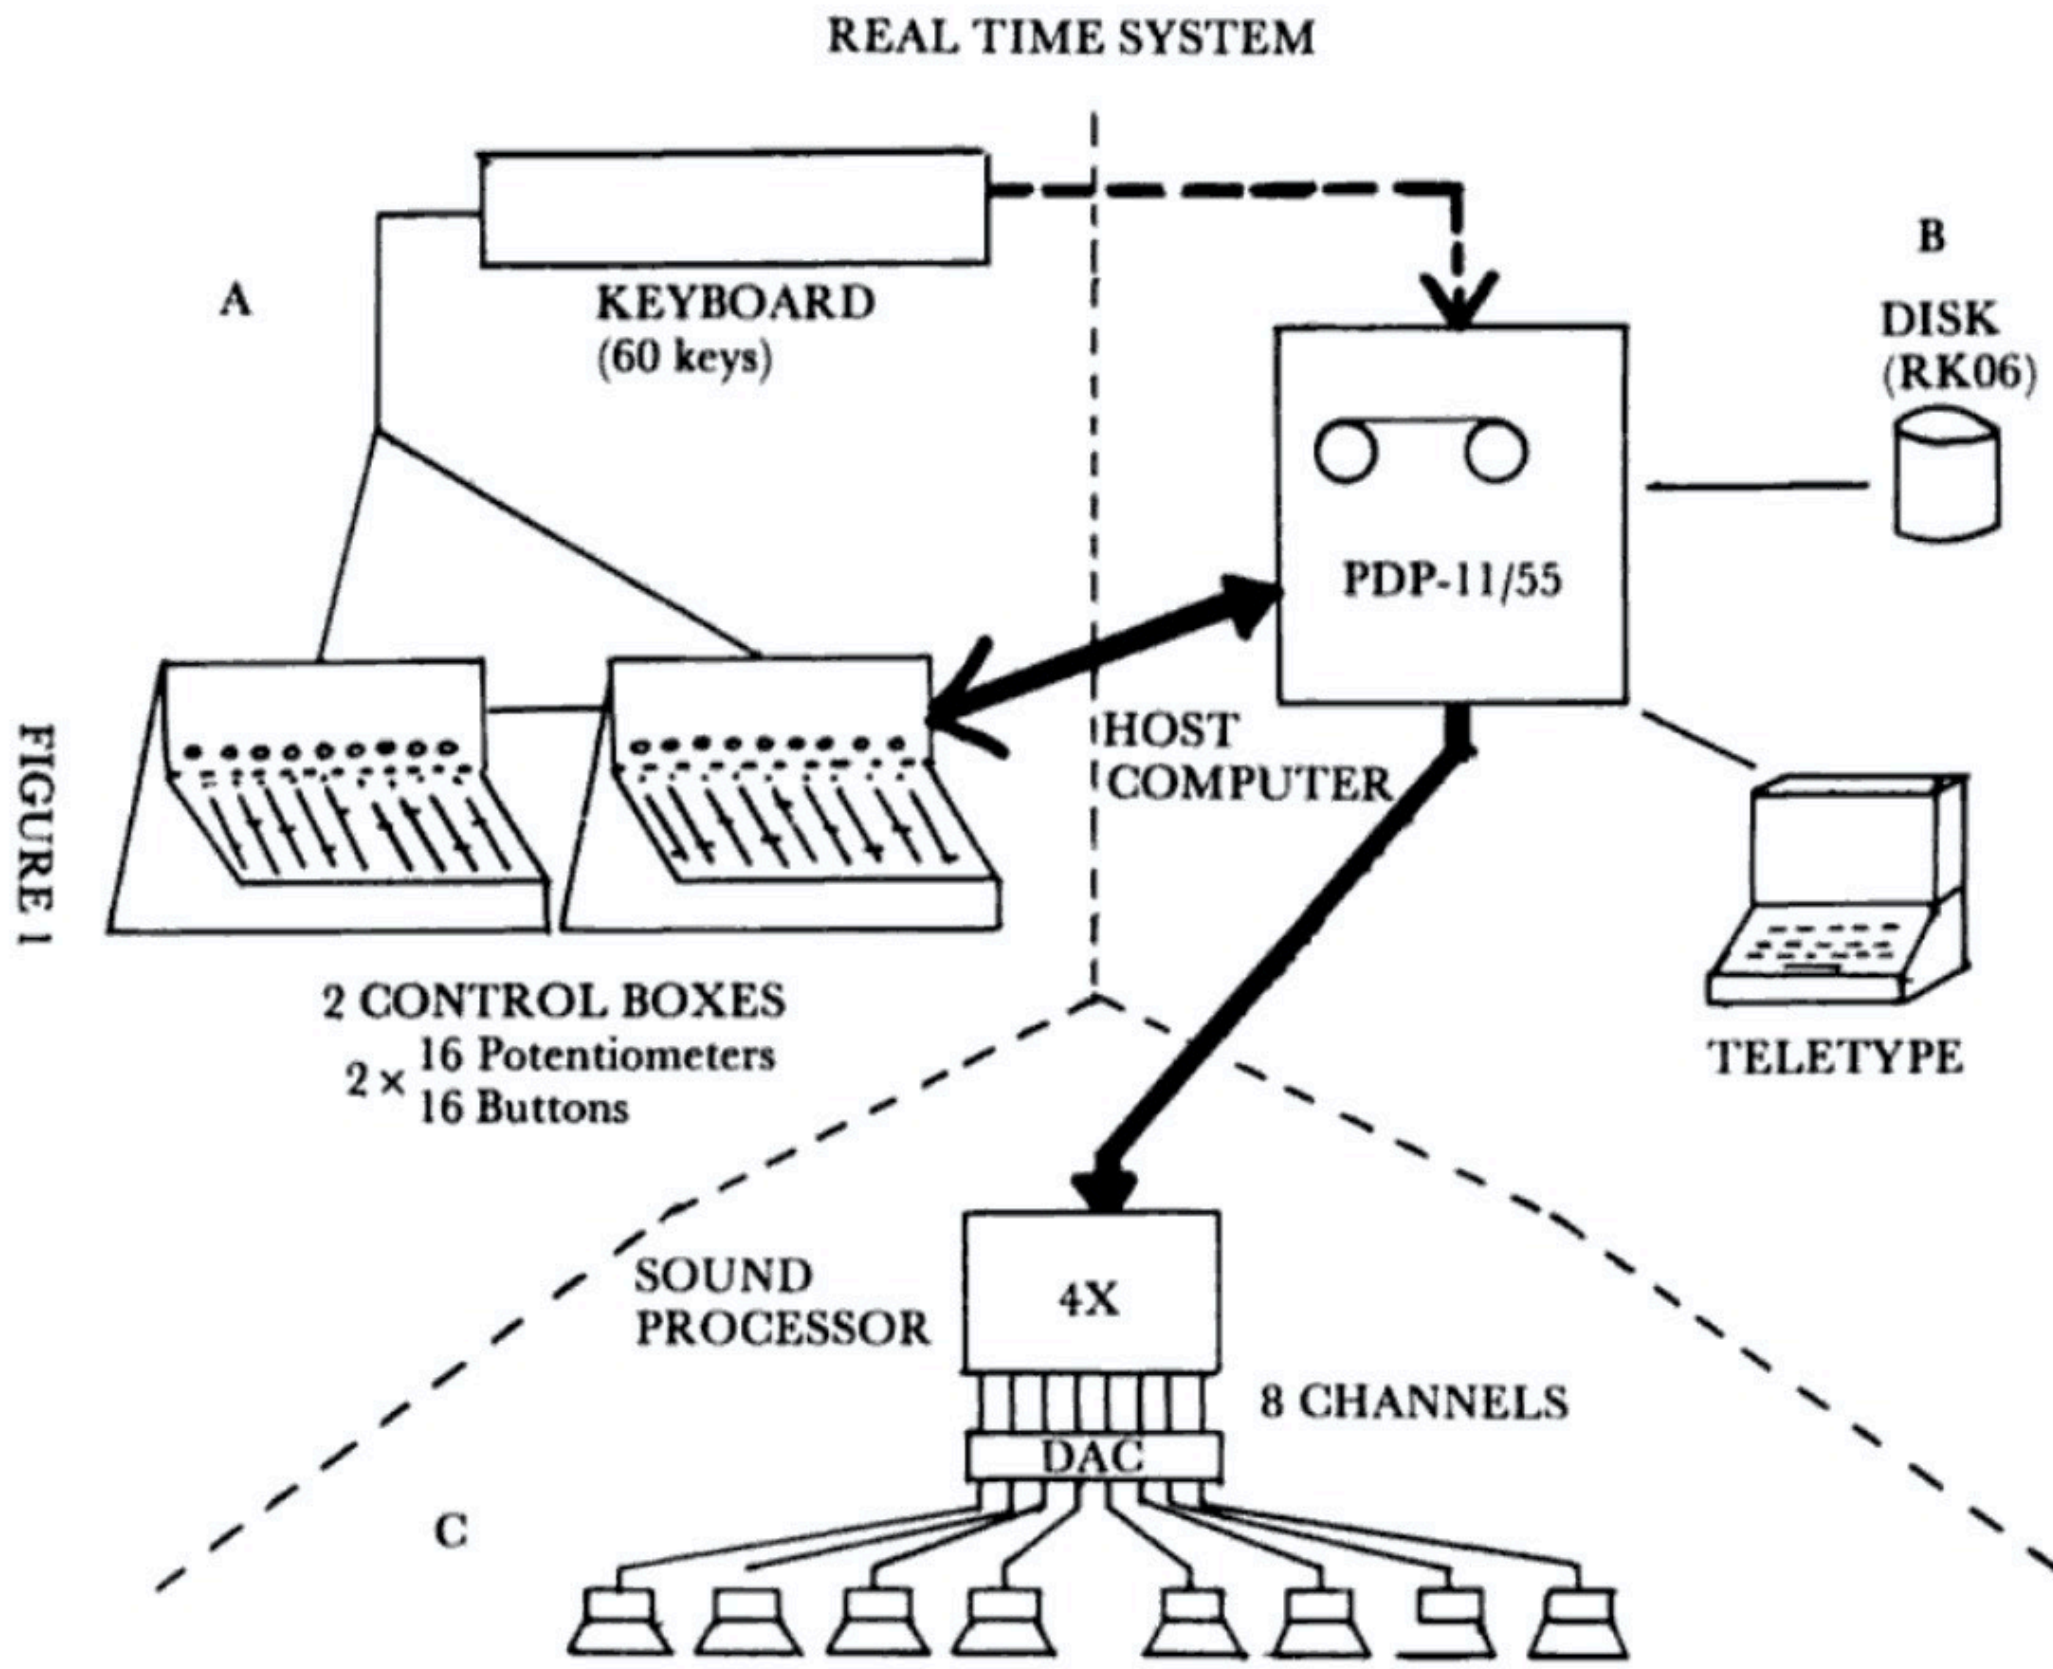 REAL TIME SYSTEM
A
KEYBOARD
(60 keys)
B
DISK
(RK06)
PDP-11/55
HOST
COMPUTER
FIGURE 1
2 CONTROL BOXES
2 × 16 Potentiometers
16 Buttons
TELETYPE
SOUND
PROCESSOR
4X
8 CHANNELS
DAC
C